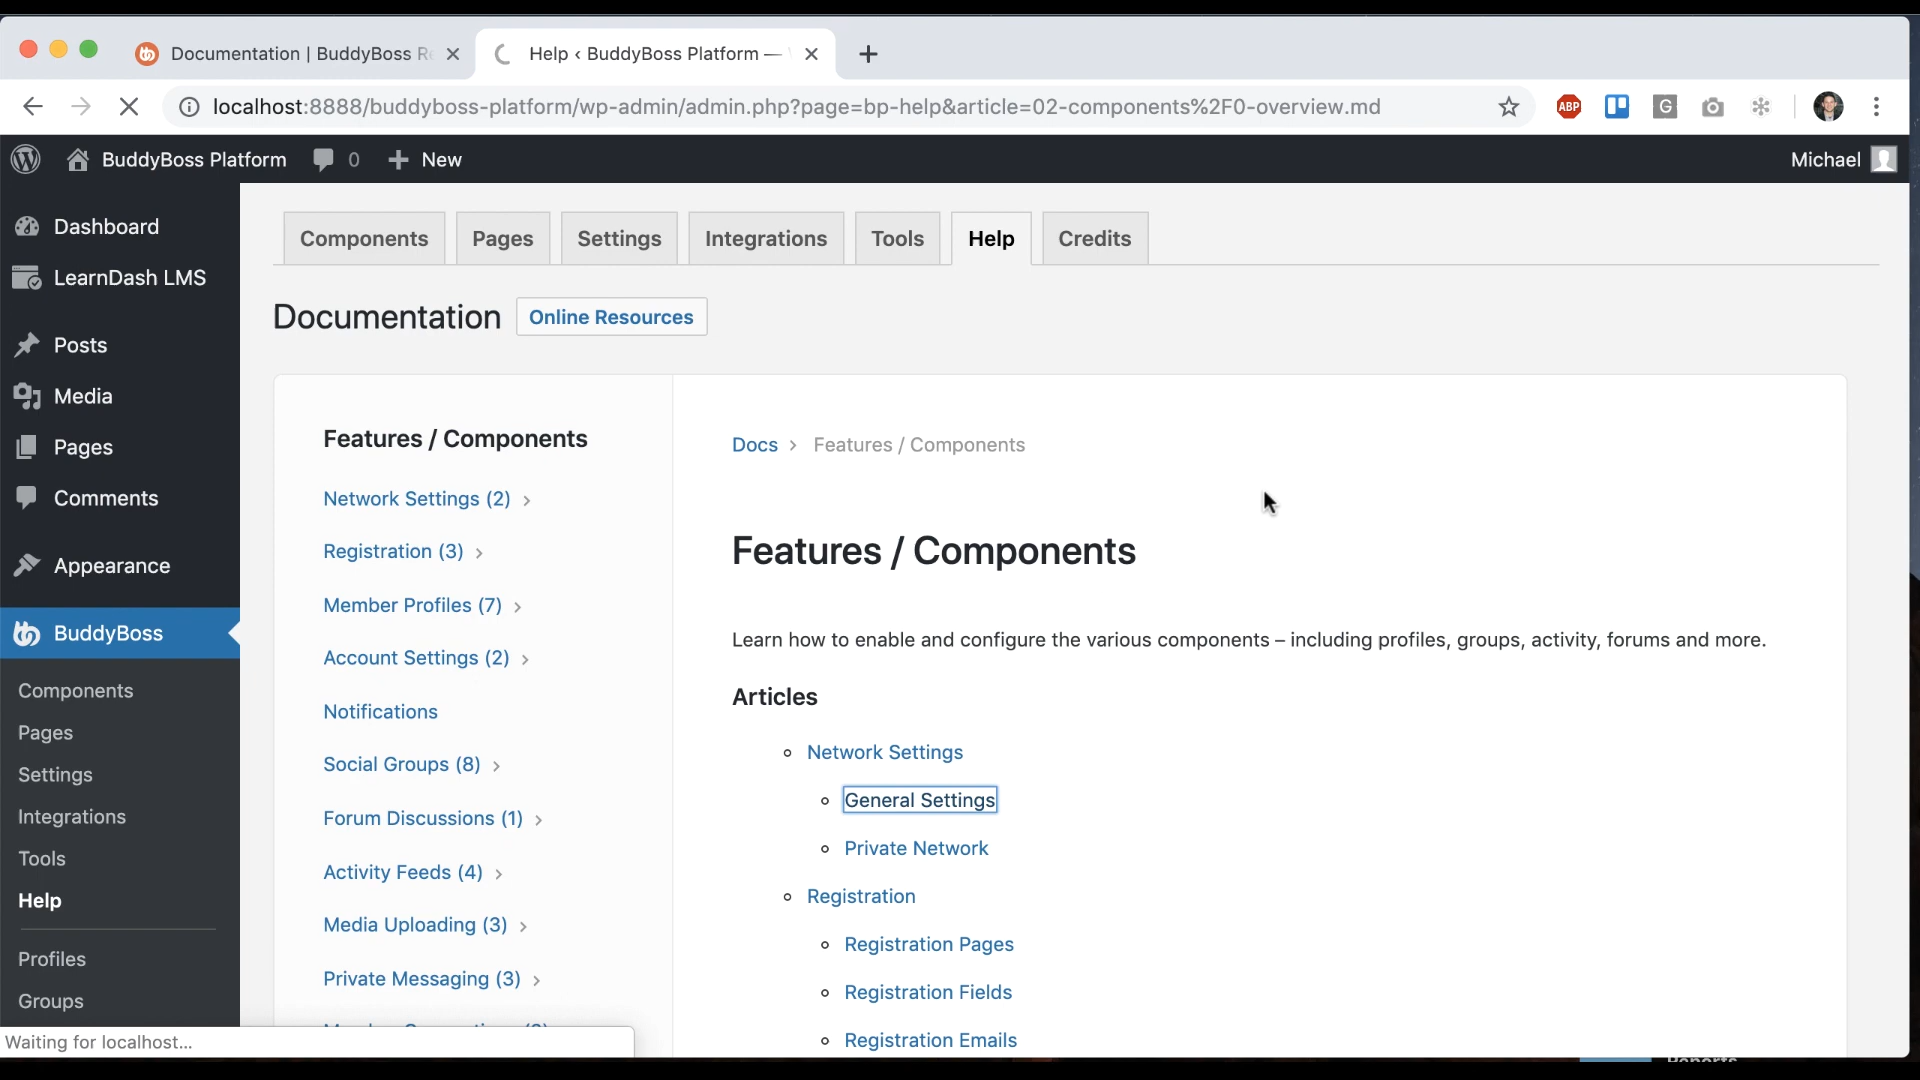 Documentation | BuddyBoss Re
Help ‹ BuddyBoss Platform —
localhost:8888/buddyboss-platform/wp-admin/admin.php?page=bp-help&article=02-components%2F0-overview.md
ABP
G
BuddyBoss Platform
0
New
Michael
Dashboard
LearnDash LMS
Posts
Media
Pages
Comments
Appearance
BuddyBoss
Components
Pages
Settings
Integrations
Tools
Help
Profiles
Groups
Waiting for localhost...
Components
Pages
Settings
Integrations
Tools
Help
Credits
Documentation
Online Resources
Features / Components
Network Settings (2)
Registration (3)
Member Profiles (7)
Account Settings (2)
Notifications
Social Groups (8)
Forum Discussions (1)
Activity Feeds (4)
Media Uploading (3)
Private Messaging (3)
Docs > Features / Components
Features / Components
Learn how to enable and configure the various components – including profiles, groups, activity, forums and more.
Articles
Network Settings
General Settings
Private Network
Registration
Registration Pages
Registration Fields
Registration Emails